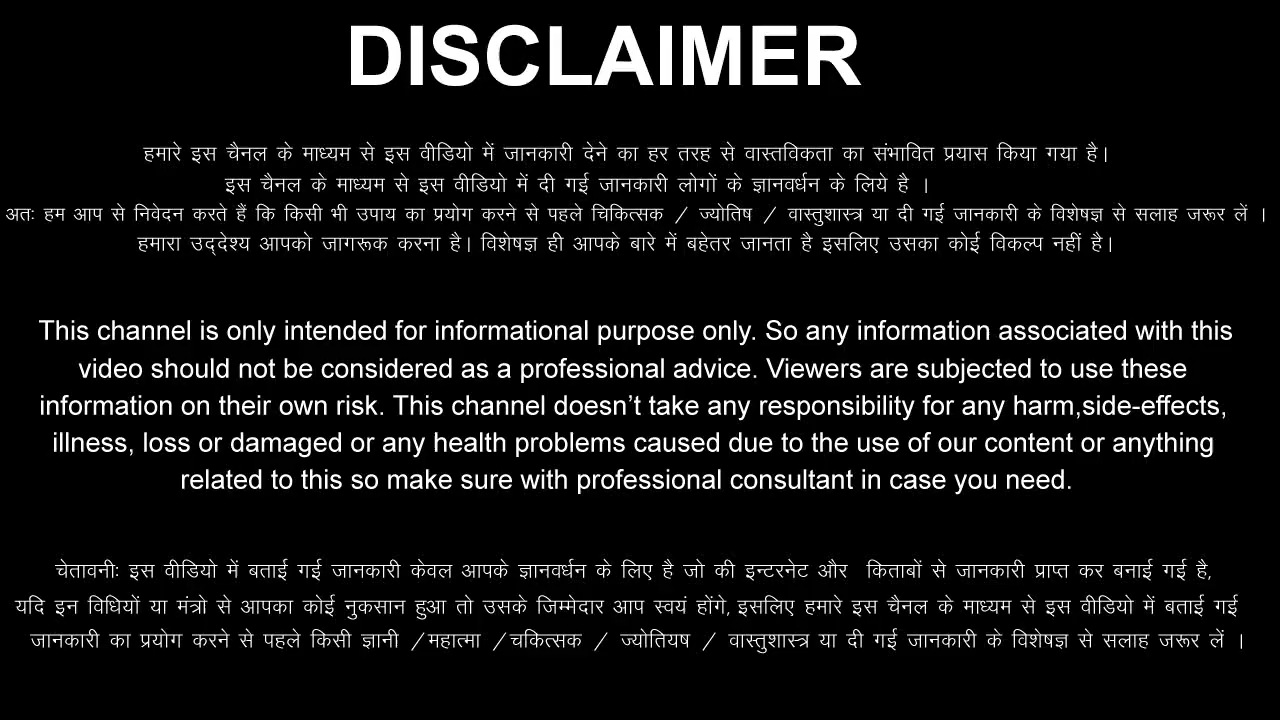 DISCLAIMER
हमारे इस चैनल के माध्यम से इस वीडियो में जानकारी देने का हर तरह से वास्तविकता का संभावित प्रयास किया गया है।
इस चैनल के माध्यम से इस वीडियो में दी गई जानकारी लोगों के ज्ञानवर्धन के लिये है ।
अतः हम आप से निवेदन करते हैं कि किसी भी उपाय का प्रयोग करने से पहले चिकित्सक / ज्योतिष / वास्तुशास्त्र या दी गई जानकारी के विशेषज्ञ से सलाह जरूर लें ।
हमारा उद्देश्य आपको जागरूक करना है। विशेषज्ञ ही आपके बारे में बहेतर जानता है इसलिए उसका कोई विकल्प नहीं है।
This channel is only intended for informational purpose only. So any information associated with this
video should not be considered as a professional advice. Viewers are subjected to use these
information on their own risk. This channel doesn’t take any responsibility for any harm,side-effects,
illness, loss or damaged or any health problems caused due to the use of our content or anything
related to this so make sure with professional consultant in case you need.
चेतावनीः इस वीडियो में बताई गई जानकारी केवल आपके ज्ञानवर्धन के लिए है जो की इन्टरनेट और किताबों से जानकारी प्राप्त कर बनाई गई है,
यदि इन विधियों या मंत्रो से आपका कोई नुकसान हुआ तो उसके जिम्मेदार आप स्वयं होंगे, इसलिए हमारे इस चैनल के माध्यम से इस वीडियो में बताई गई
जानकारी का प्रयोग करने से पहले किसी ज्ञानी /महात्मा /चकित्सक / ज्योतियष / वास्तुशास्त्र या दी गई जानकारी के विशेषज्ञ से सलाह जरूर लें ।